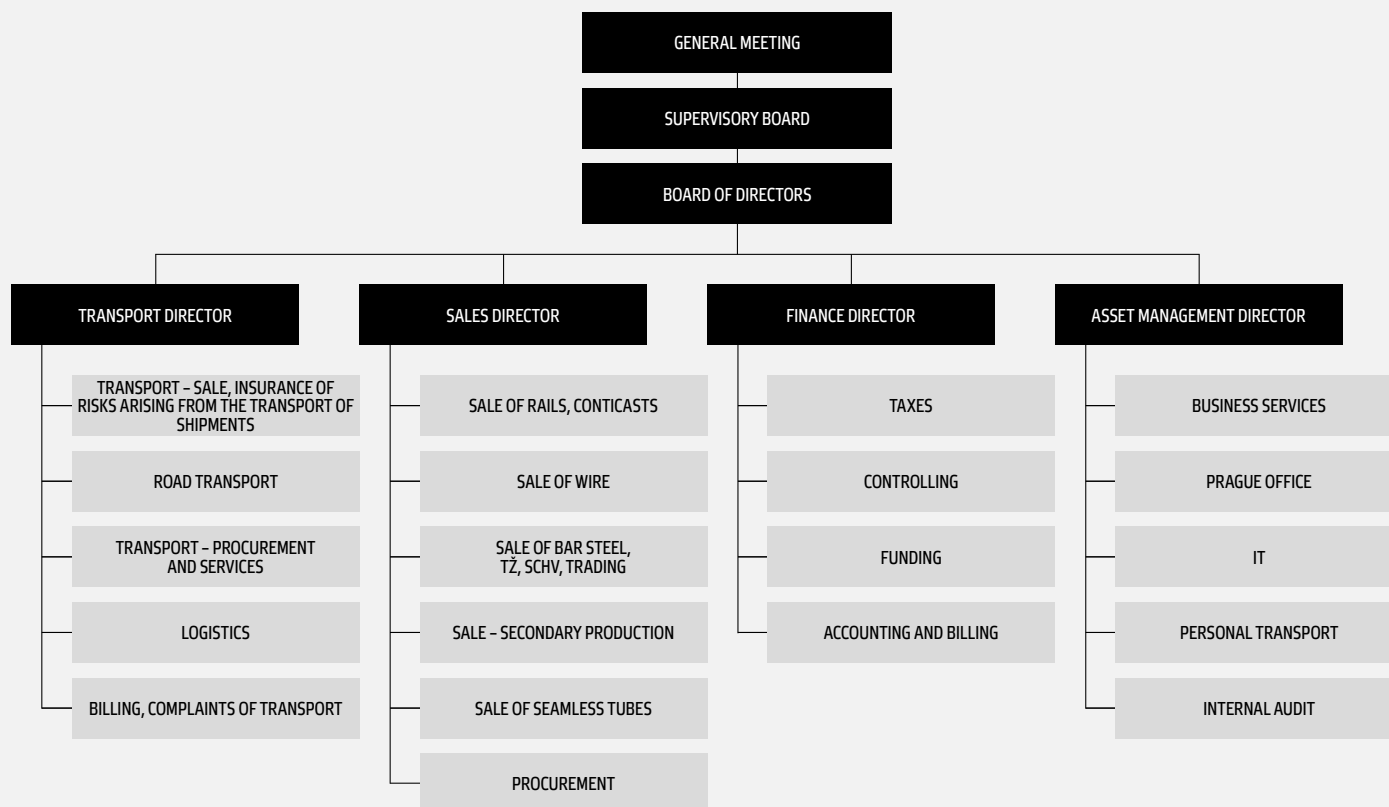 GENERAL MEETING
SUPERVISORY BOARD
BOARD OF DIRECTORS
TRANSPORT DIRECTOR
TRANSPORT – SALE, INSURANCE OF
RISKS ARISING FROM THE TRANSPORT OF
SHIPMENTS
ROAD TRANSPORT
TRANSPORT – PROCUREMENT
AND SERVICES
LOGISTICS
BILLING, COMPLAINTS OF TRANSPORT
SALES DIRECTOR
SALE OF RAILS, CONTICASTS
SALE OF WIRE
SALE OF BAR STEEL,
TŽ, SCHV, TRADING
SALE – SECONDARY PRODUCTION
SALE OF SEAMLESS TUBES
PROCUREMENT
FINANCE DIRECTOR
TAXES
CONTROLLING
FUNDING
ACCOUNTING AND BILLING
ASSET MANAGEMENT DIRECTOR
BUSINESS SERVICES
PRAGUE OFFICE
IT
PERSONAL TRANSPORT
INTERNAL AUDIT